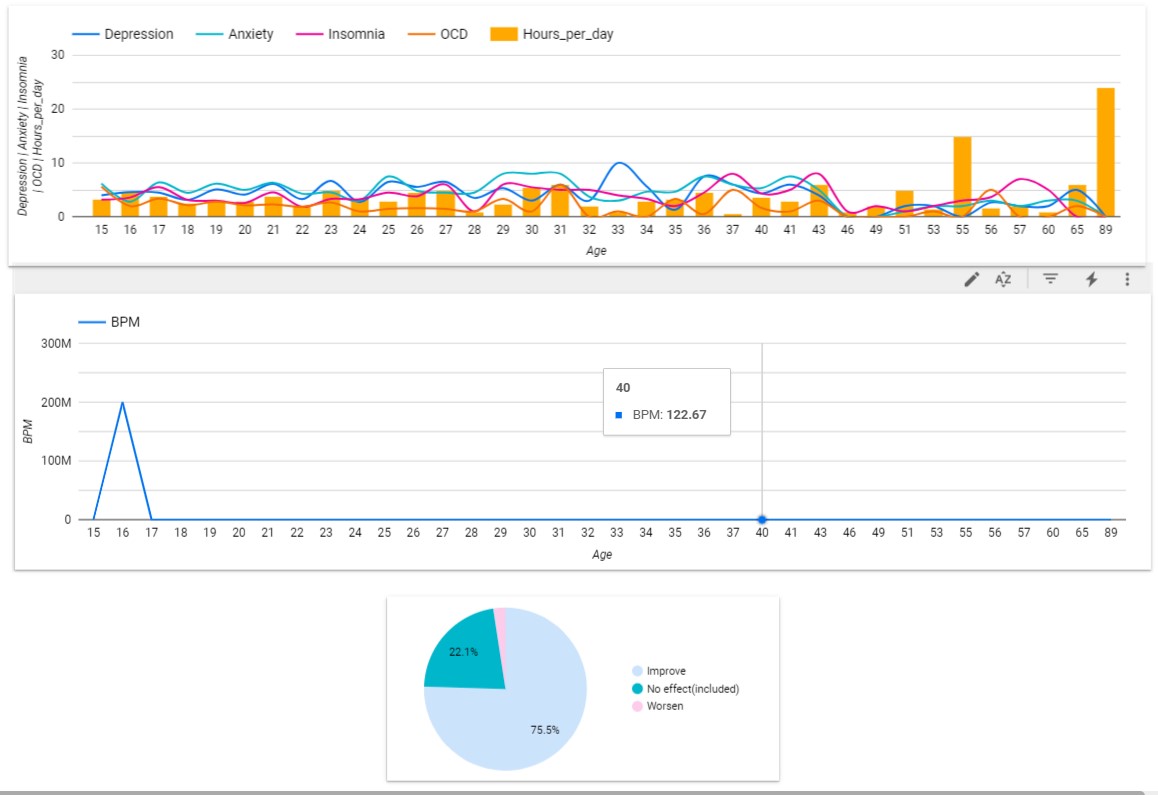 Depression Anxiety Insomnia OCD Hours_per_day
Depression | Anxiety | Insomnia
| OCD | Hours_per_day
30
20
10
0
15 16 17 18 19 20 21 22 23 24 25 26 27 28 29 30 31 32 33 34 35 36 37 40 41 43 46 49 51 53 55 56 57 60 65 89
Age
AZ
BPM
300M
200M
100M
0
BPM
40
BPM: 122.67
15 16 17 18 19 20 21 22 23 24 25 26 27 28 29 30 31 32 33 34 35 36 37 40 41 43 46 49 51 53 55 56 57 60 65 89
Age
22.1%
75.5%
Improve
No effect(included)
Worsen